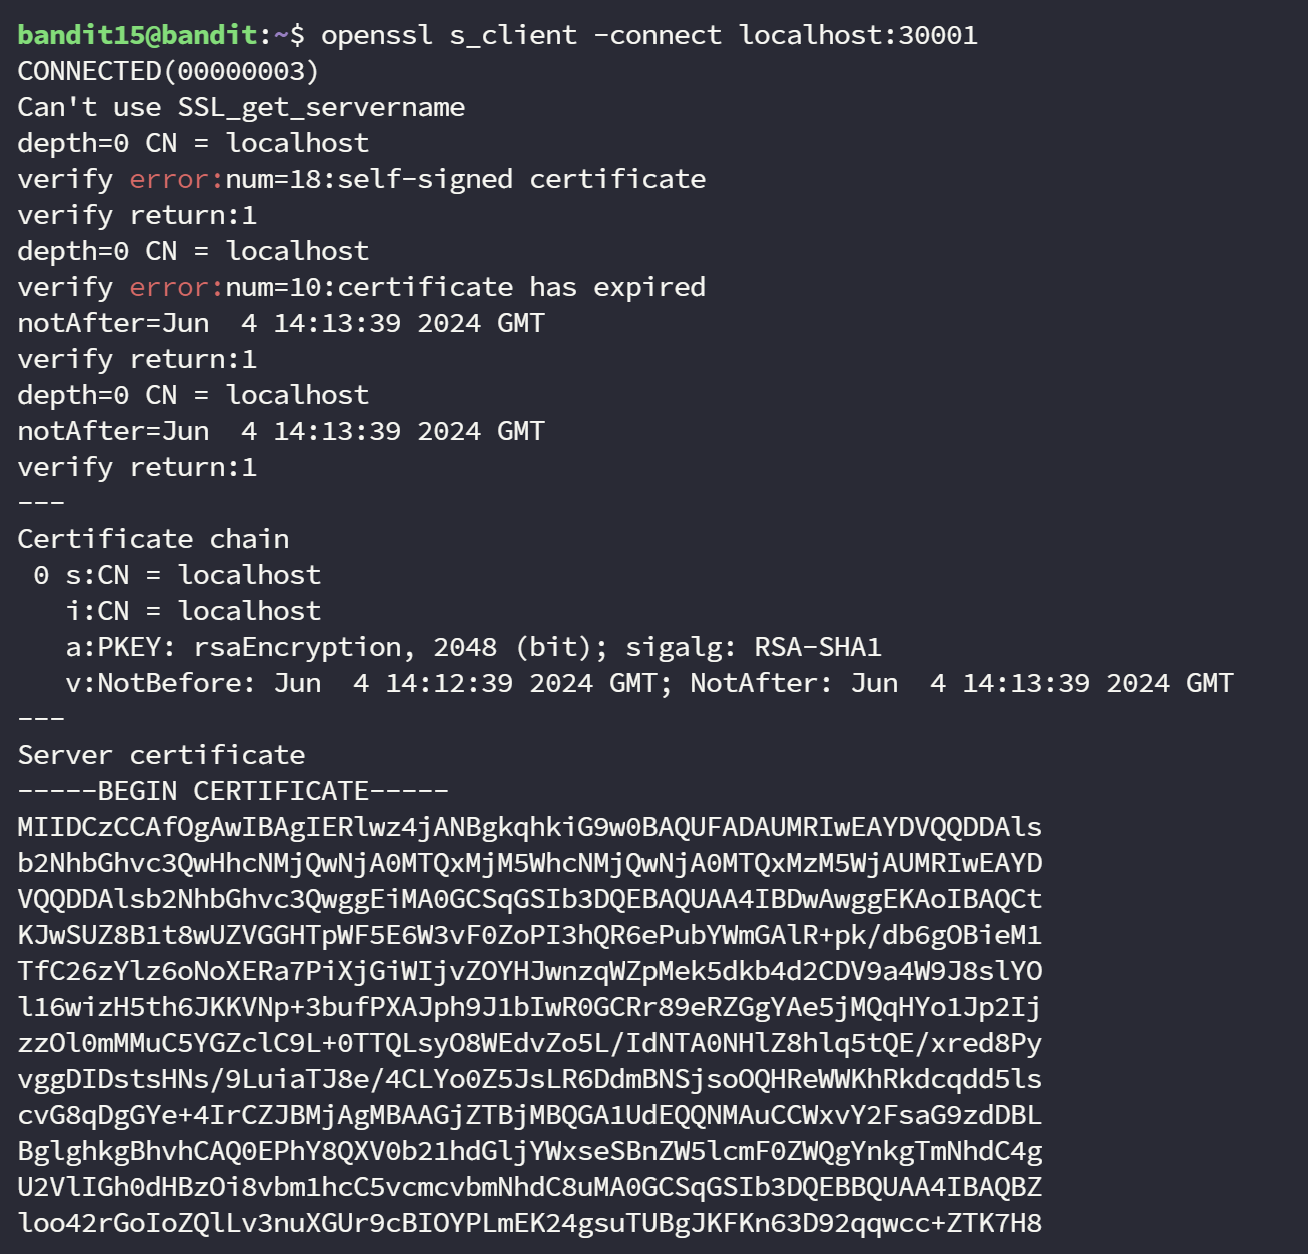 bandit15@bandit:~$ openssl s_client -connect localhost:30001
CONNECTED(00000003)
Can't use SSL_get_servername
depth=0 CN = localhost
verify error:num=18:self-signed certificate
verify return:1
depth=0 CN = localhost
verify error:num=10:certificate has expired
notAfter=Jun  4 14:13:39 2024 GMT
verify return:1
depth=0 CN = localhost
notAfter=Jun  4 14:13:39 2024 GMT
verify return:1
---
Certificate chain
 0 s:CN = localhost
   i:CN = localhost
   a:PKEY: rsaEncryption, 2048 (bit); sigalg: RSA-SHA1
   v:NotBefore: Jun  4 14:12:39 2024 GMT; NotAfter: Jun  4 14:13:39 2024 GMT
---
Server certificate
-----BEGIN CERTIFICATE-----
MIIDCzCCAfOgAwIBAgIERlwz4jANBgkqhkiG9w0BAQUFADAUMRIwEAYDVQQDDAls
b2NhbGhvc3QwHhcNMjQwNjA0MTQxMjM5WhcNMjQwNjA0MTQxMzM5WjAUMRIwEAYD
VQQDDAlsb2NhbGhvc3QwggEiMA0GCSqGSIb3DQEBAQUAA4IBDwAwggEKAoIBAQCt
KJwSUZ8B1t8wUZVGGHTpWF5E6W3vF0ZoPI3hQR6ePubYWmGAlR+pk/db6gOBieM1
TfC26zYlz6oNoXERa7PiXjGiWIjvZOYHJwnzqWZpMek5dkb4d2CDV9a4W9J8slYO
l16wizH5th6JKKVNp+3bufPXAJph9J1bIwR0GCRr89eRZGgYAe5jMQqHYo1Jp2Ij
zzOl0mMMuC5YGZclC9L+0TTQLsyO8WEdvZo5L/IdNTA0NHlZ8hlq5tQE/xred8Py
vggDIDstsHNs/9LuiaTJ8e/4CLYo0Z5JsLR6DdmBNSjsoOQHReWWKhRkdcqdd5ls
cvG8qDgGYe+4IrCZJBMjAgMBAAGjZTBjMBQGA1UdEQQNMAuCCWxvY2FsaG9zdDBL
BglghkgBhvhCAQ0EPhY8QXV0b21hdGljYWxseSBnZW5lcmF0ZWQgYnkgTmNhdC4g
U2VlIGh0dHBzOi8vbm1hcC5vcmcvbmNhdC8uMA0GCSqGSIb3DQEBBQUAA4IBAQBZ
loo42rGoIoZQlLv3nuXGUr9cBIOYPLmEK24gsuTUBgJKFKn63D92qqwcc+ZTK7H8